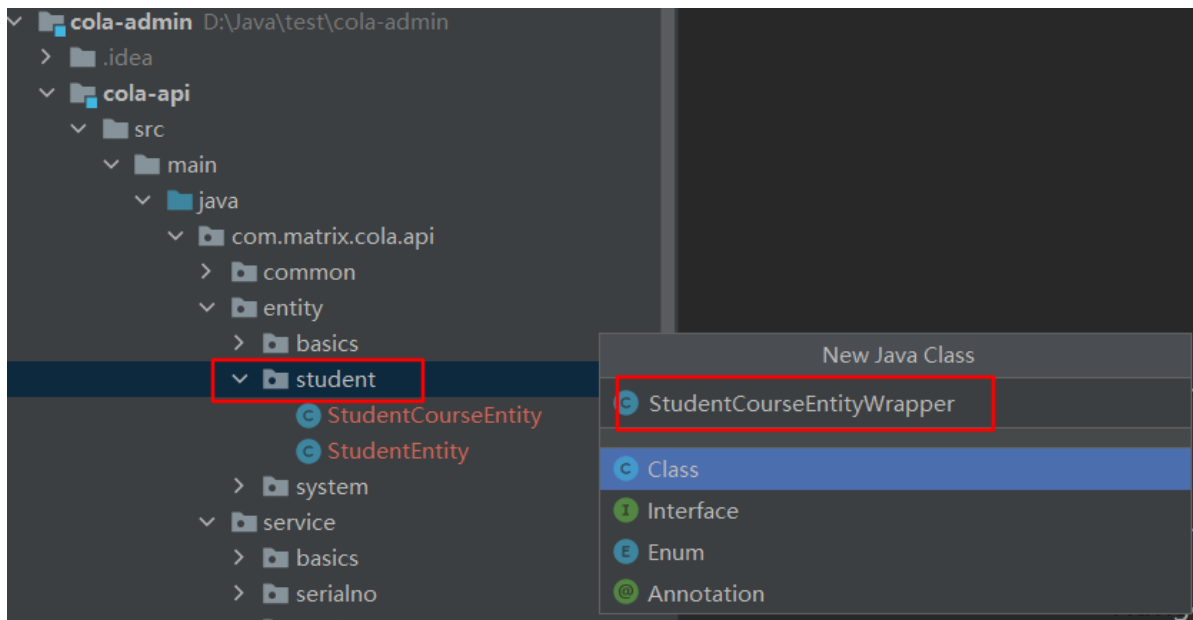 cola-admin D:\Java\test\cola-admin
.idea
cola-api
src
main
java
com.matrix.cola.api
common
entity
basics
student
StudentCourseEntity
StudentEntity
system
service
basics
serialno
New Java Class
StudentCourseEntityWrapper
Class
Interface
Enum
Annotation